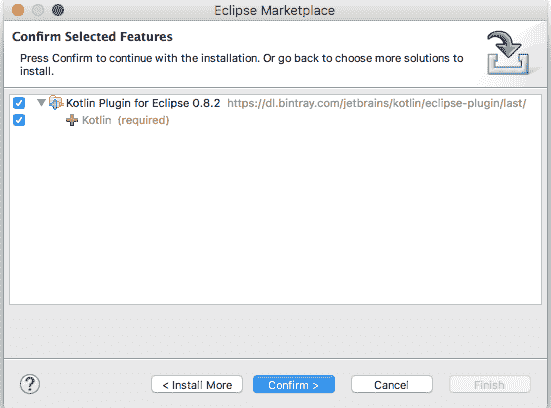 Eclipse Marketplace
Confirm Selected Features
Press Confirm to continue with the installation. Or go back to choose more solutions to
install.
Kotlin Plugin for Eclipse 0.8.2 https://dl.bintray.com/jetbrains/kotlin/eclipse-plugin/last/
Kotlin (required)
? < Install More Confirm > Cancel Finish